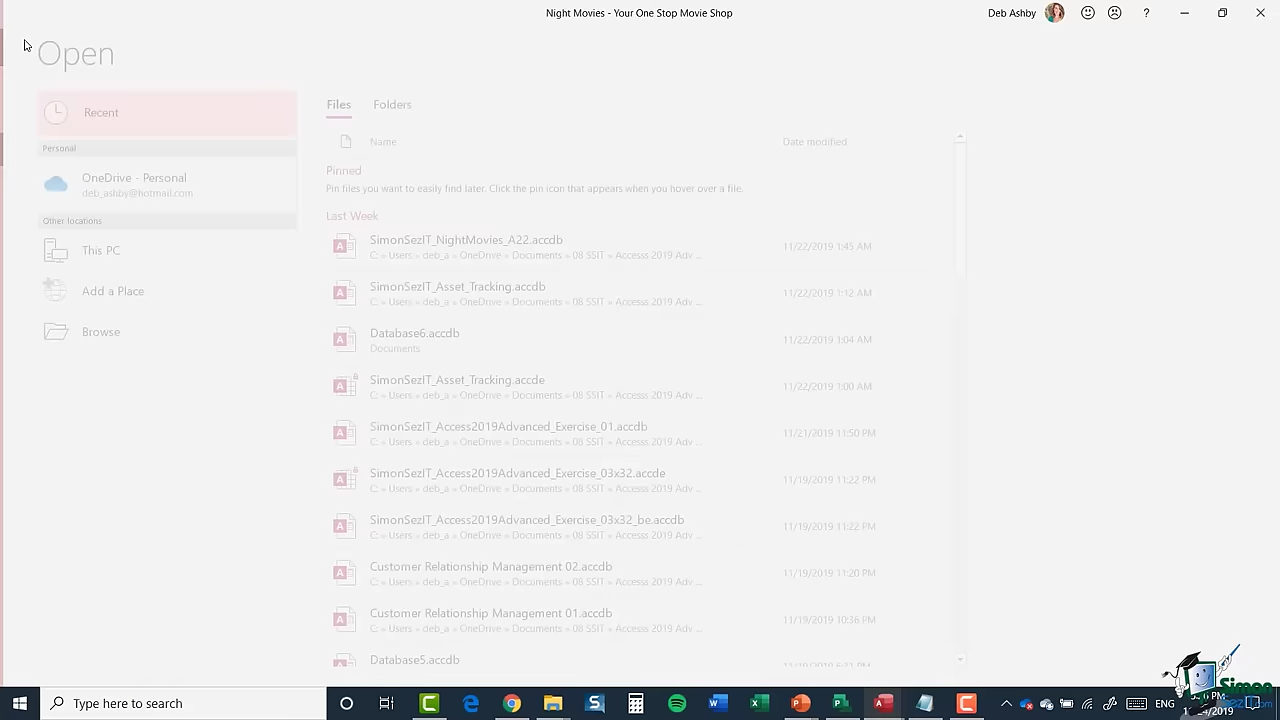 Night Movies - Your One Stop Movie Shop
Deb Ashby
?
Open
Recent
Personal
OneDrive - Personal
deb_ashby@hotmail.com
Other locations
This PC
Add a Place
Browse
Files
Folders
Name
Date modified
Pinned
Pin files you want to easily find later. Click the pin icon that appears when you hover over a file.
Last Week
SimonSezIT_NightMovies_A22.accdb
11/22/2019 1:45 AM
C: » Users » deb_a » OneDrive » Documents » 08 SSIT » Accesss 2019 Adv ...
SimonSezIT_Asset_Tracking.accdb
11/22/2019 1:12 AM
C: » Users » deb_a » OneDrive » Documents » 08 SSIT » Accesss 2019 Adv ...
Database6.accdb
11/22/2019 1:04 AM
Documents
SimonSezIT_Asset_Tracking.accde
11/22/2019 1:00 AM
C: » Users » deb_a » OneDrive » Documents » 08 SSIT » Accesss 2019 Adv ...
SimonSezIT_Access2019Advanced_Exercise_01.accdb
11/21/2019 11:50 PM
C: » Users » deb_a » OneDrive » Documents » 08 SSIT » Accesss 2019 Adv ...
SimonSezIT_Access2019Advanced_Exercise_03x32.accde
11/19/2019 11:22 PM
C: » Users » deb_a » OneDrive » Documents » 08 SSIT » Accesss 2019 Adv ...
SimonSezIT_Access2019Advanced_Exercise_03x32_be.accdb
11/19/2019 11:22 PM
C: » Users » deb_a » OneDrive » Documents » 08 SSIT » Accesss 2019 Adv ...
Customer Relationship Management 02.accdb
11/19/2019 11:20 PM
C: » Users » deb_a » OneDrive » Documents » 08 SSIT » Accesss 2019 Adv ...
Customer Relationship Management 01.accdb
11/19/2019 10:36 PM
C: » Users » deb_a » OneDrive » Documents » 08 SSIT » Accesss 2019 Adv ...
Database5.accdb
Type here to search
ENG
Simon